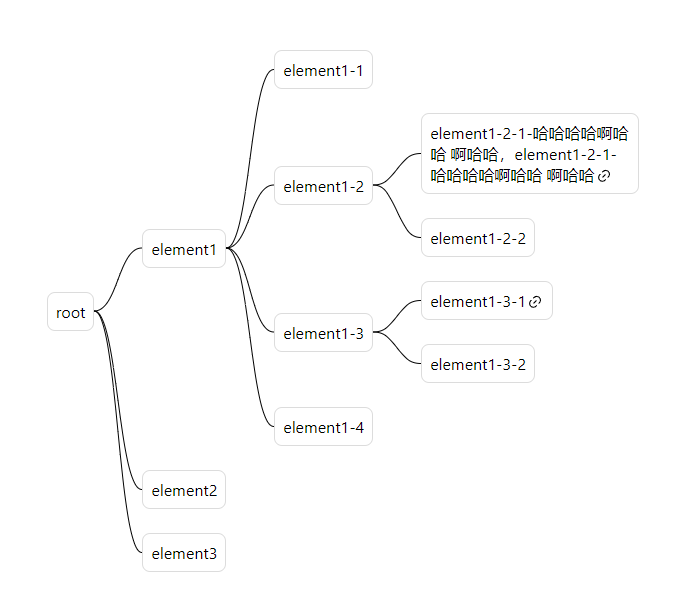 element1-1
element1-2-1-哈哈哈哈啊哈
哈 啊哈哈，element1-2-1-
哈哈哈哈啊哈哈 啊哈哈
element1-2
element1-2-2
element1
element1-3-1
root
element1-3
element1-3-2
element1-4
element2
element3